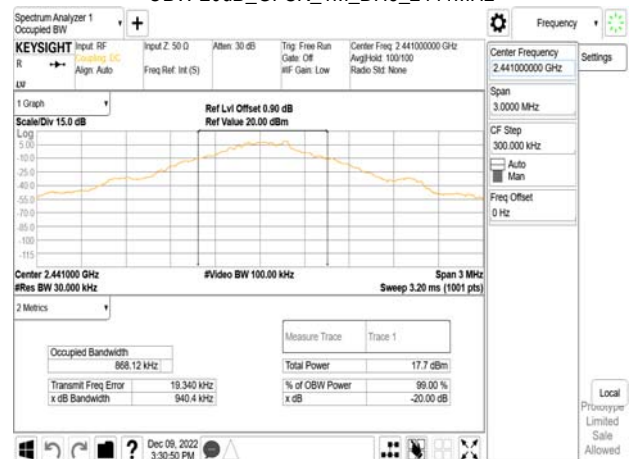 Spectrum Analyzer 1
Occupied BW
Frequency
KEYSIGHT
Input: RF
Coupling: DC
Align: Auto
Input Z: 50 Ω
Freq Ref: Int (S)
Atten: 30 dB
Trig: Free Run
Gate: Off
#IF Gain: Low
Center Freq: 2.441000000 GHz
Avg|Hold: 100/100
Radio Std: None
R
LVI
Center Frequency
2.441000000 GHz
Settings
Span
3.0000 MHz
CF Step
300.000 kHz
Auto
Man
Freq Offset
0 Hz
1 Graph
Scale/Div 15.0 dB
Ref Lvl Offset 0.90 dB
Ref Value 20.00 dBm
Log
5.00
-10.0
-25.0
-40.0
-55.0
-70.0
-85.0
-100
-115
Center 2.441000 GHz
#Res BW 30.000 kHz
#Video BW 100.00 kHz
Span 3 MHz
Sweep 3.20 ms (1001 pts)
2 Metrics
Measure Trace
Trace 1
Occupied Bandwidth
868.12 kHz
Total Power
17.7 dBm
Transmit Freq Error
19.340 kHz
% of OBW Power
99.00 %
x dB Bandwidth
940.4 kHz
x dB
-20.00 dB
Local
Prototype
Limited
Sale
Allowed
Dec 09, 2022
3:30:50 PM